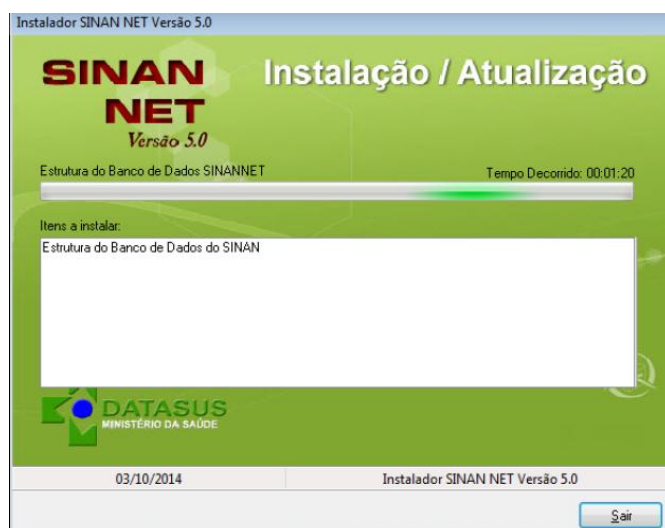 Instalador SINAN NET Versão 5.0
SINAN
NET
Versão 5.0
Instalação / Atualização
Estrutura do Banco de Dados SINANNET
Tempo Decorrido: 00:01:20
Itens a instalar:
Estrutura do Banco de Dados do SINAN
DATASUS
MINISTÉRIO DA SAÚDE
03/10/2014
Instalador SINAN NET Versão 5.0
Sair